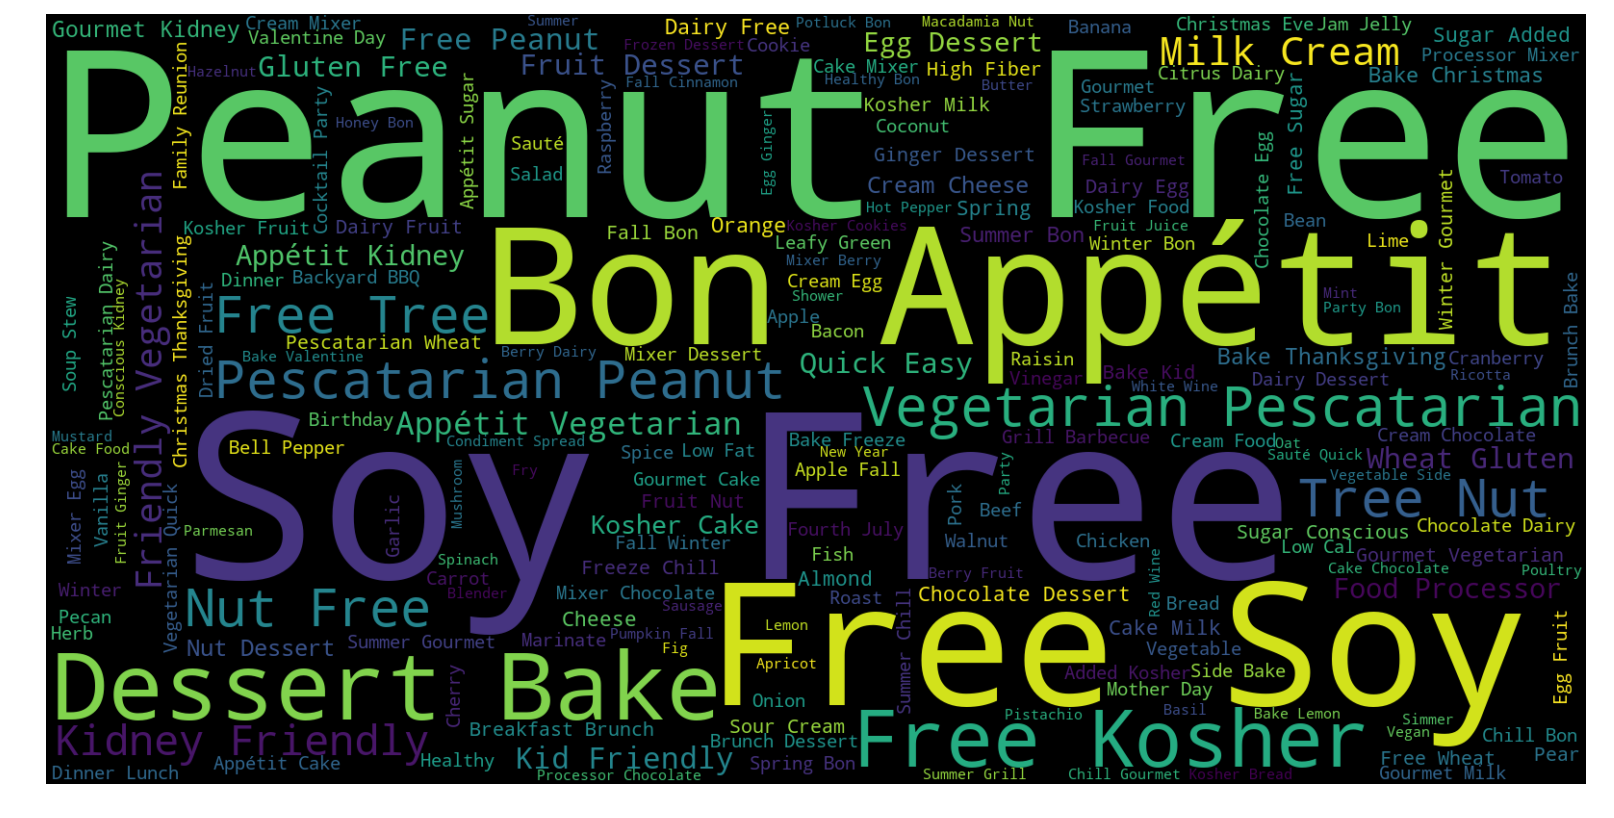 Gourmet Kidney
Cream Mixer
Summer
Dairy Free
Potluck Bon
Macadamia Nut
Banana
Christmas Eve
Jam Jelly
Valentine Day
Free Peanut
Frozen Dessert
Cookie
Egg Dessert
Milk Cream
Sugar Added
Processor Mixer
Hazelnut
Gluten Free
Fruit Dessert
Cake Mixer
High Fiber
Citrus Dairy
Bake Christmas
Fall Cinnamon
Healthy Bon
Butter
Gourmet
Strawberry
Peanut Free
Family Reunion
Cocktail Party
Honey Bon
Appétit Sugar
Sauté
Salad
Raspberry
Egg Ginger
Kosher Milk
Coconut
Ginger Dessert
Fall Gourmet
Chocolate Egg
Free Sugar
Tomato
Cream Cheese
Dairy Egg
Hot Pepper
Spring
Kosher Food
Friendly Vegetarian
Kosher Fruit
Dairy Fruit
Fall Bon
Orange
Kosher Cookies
Fruit Juice
Bean
Winter Gourmet
Appétit Kidney
Leafy Green
Summer Bon
Winter Bon
Lime
Bon Appétit
Dinner
Backyard BBQ
Mixer Berry
Cream Egg
Shower
Mint
Party Bon
Soup Stew
Pescatarian Dairy
Conscious Kidney
Christmas Thanksgiving
Dried Fruit
Free Tree
Apple
Bacon
Brunch Bake
Pescatarian Wheat
Bake Valentine
Berry Dairy
Mixer Dessert
Quick Easy
Raisin
Bake Thanksgiving
Cranberry
Ricotta
Pescatarian Peanut
Vinegar
Bake Kid
White Wine
Dairy Dessert
Vegetarian Pescatarian
Birthday
Appétit Vegetarian
Mustard
Cake Food
Bell Pepper
Condiment Spread
Spice
Low Fat
Bake Freeze
New Year
Apple Fall
Grill Barbecue
Cream Food
Oat
Sauté Quick
Cream Chocolate
Wheat Gluten
Vegetable Side
Soy Free
Mixer Egg
Vanilla
Fruit Ginger
Vegetarian Quick
Parmesan
Garlic
Mushroom
Fry
Gourmet Cake
Fruit Nut
Party
Pork
Beef
Tree Nut
Kosher Cake
Fourth July
Sugar Conscious
Chocolate Dairy
Spinach
Fall Winter
Fish
Walnut
Chicken
Low Cal
Gourmet Vegetarian
Winter
Carrot
Blender
Freeze Chill
Almond
Berry Fruit
Red Wine
Cake Chocolate
Poultry
Nut Free
Mixer Chocolate
Sausage
Roast
Chocolate Dessert
Bread
Food Processor
Pecan
Herb
Cheese
Marinate
Pumpkin Fall
Lemon
Cake Milk
Nut Dessert
Summer Gourmet
Fig
Apricot
Summer Chill
Vegetable
Free Soy
Egg Fruit
Dessert Bake
Added Kosher
Side Bake
Cherry
Onion
Mother Day
Kidney Friendly
Breakfast Brunch
Sour Cream
Pistachio
Basil
Bake Lemon
Simmer
Vegan
Chill Bon
Brunch Dessert
Free Kosher
Dinner Lunch
Appétit Cake
Healthy
Kid Friendly
Spring Bon
Free Wheat
Pear
Processor Chocolate
Summer Grill
Chill Gourmet
Kosher Bread
Gourmet Milk